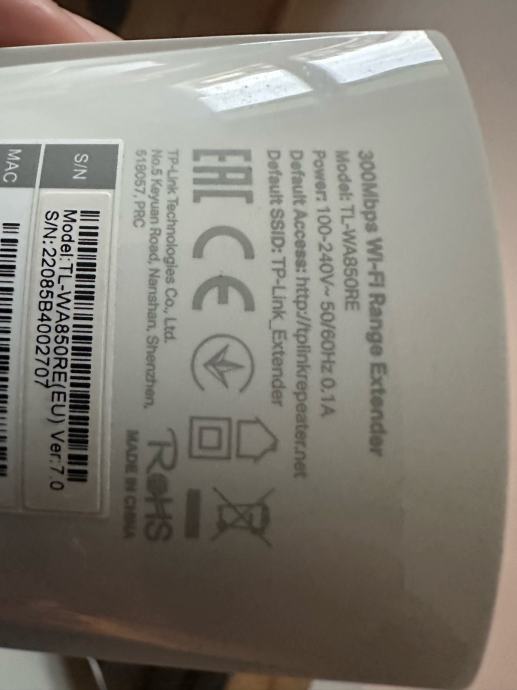 300Mbps Wi-Fi Range Extender
Model: TL-WA850RE
Power: 100-240V~ 50/60Hz 0.1A
Default Access: http://tplinkrepeater.net
Default SSID: TP-Link_Extender
EAC CE
TP-Link Technologies Co., Ltd.
No.5 Keyuan Road, Nanshan, Shenzhen,
518057, PRC
RoHS
MADE IN CHINA
S/N
Model:TL-WA850RE(EU) Ver:7.0
S/N:22085B4002707
MAC